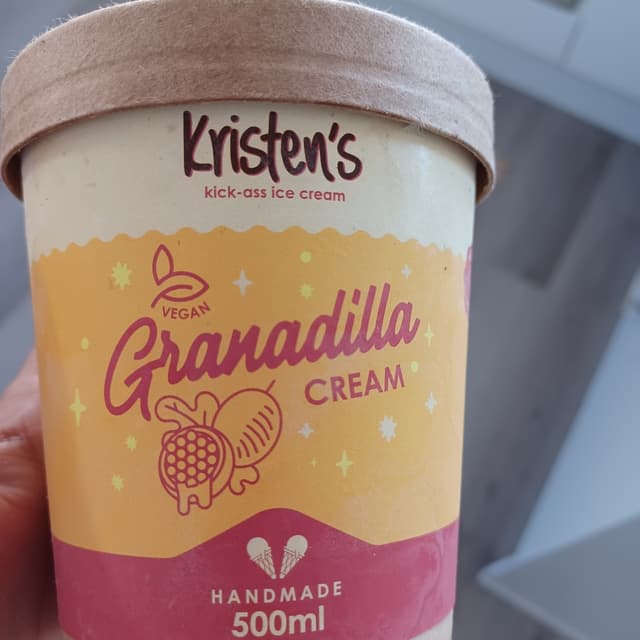 Kristen's
kick-ass ice cream
VEGAN
Granadilla
CREAM
HANDMADE
500ml